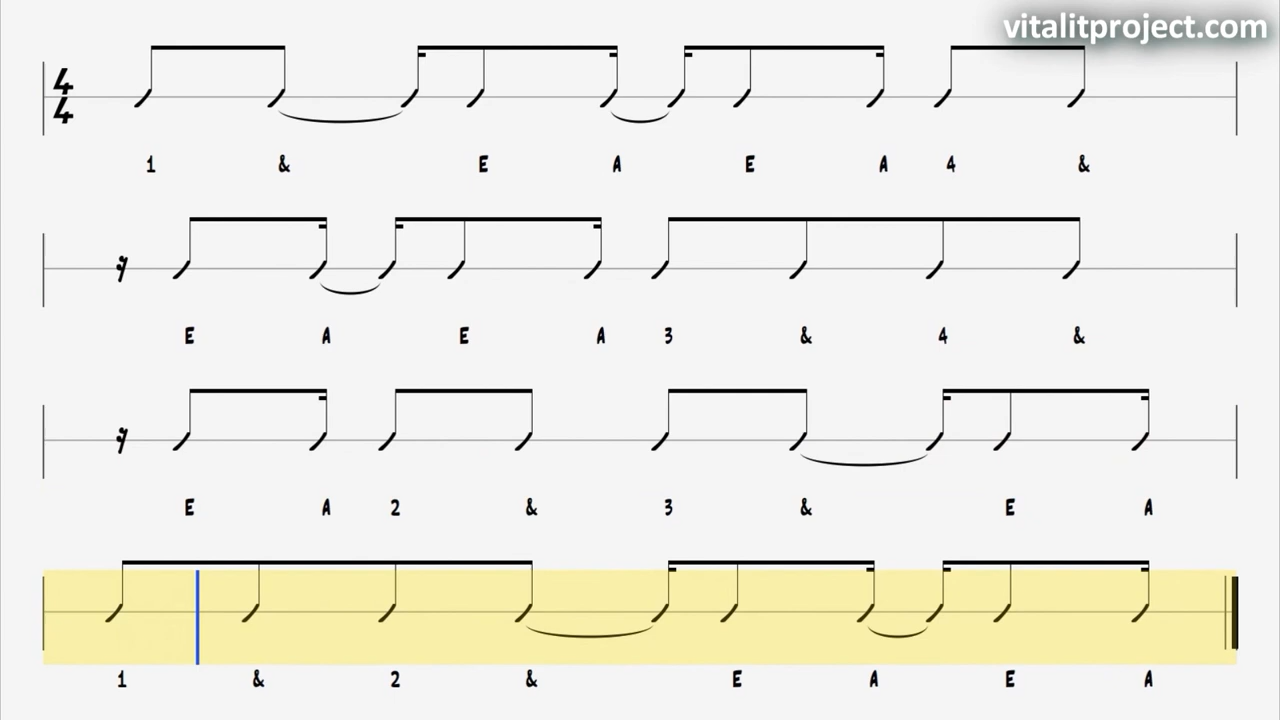 vitalitproject.com
4
4
1 & E A E A 4 &
E A E A 3 & 4 &
E A 2 & 3 & E A
1 & 2 & E A E A